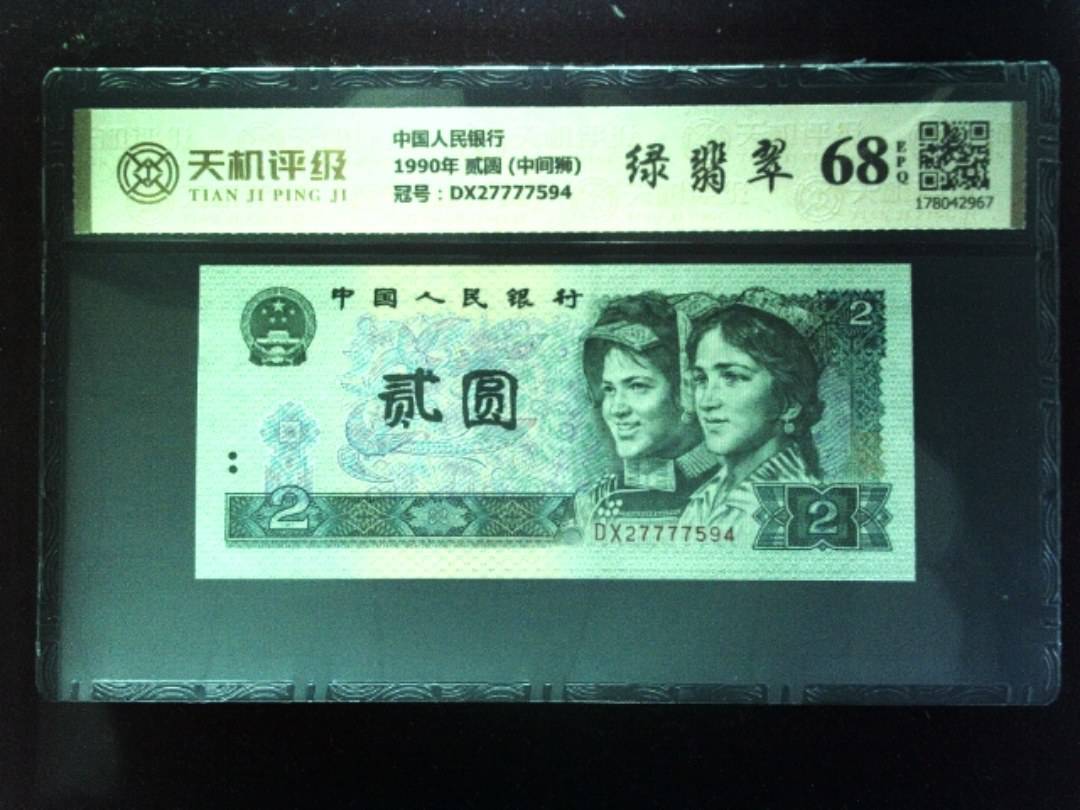 天机评级
TIAN JI PING JI
中国人民银行
1990年 贰圆 (中间狮)
冠号：DX27777594
绿翡翠
68
EPQ
178042967
中国人民银行
2
贰圆
2
2
DX27777594